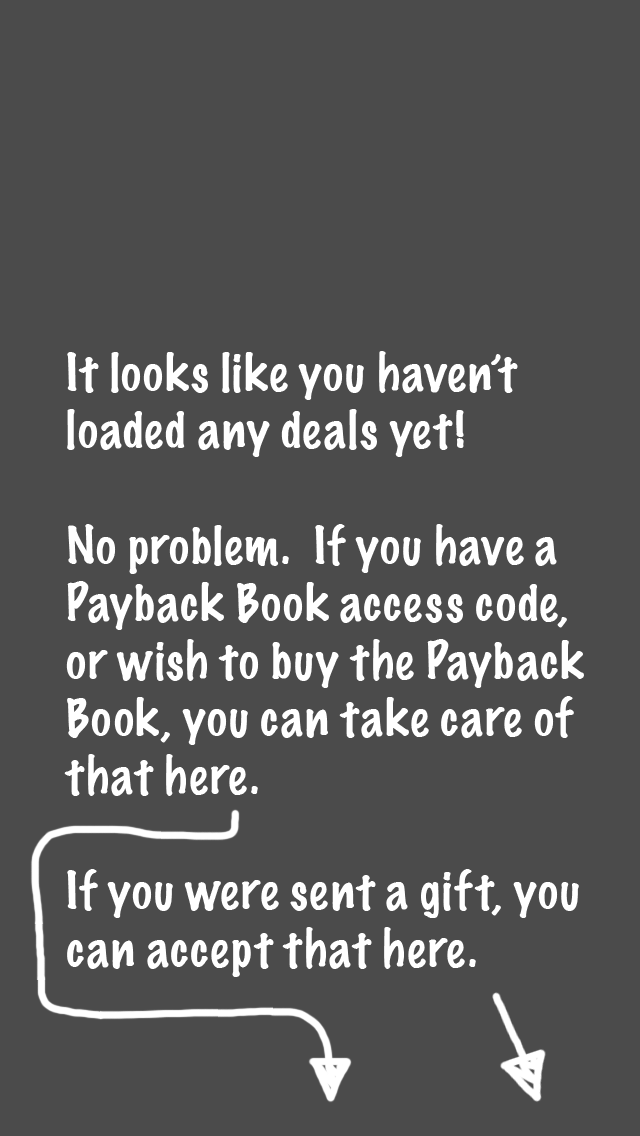 It looks like you haven’t
loaded any deals yet!
No problem.  If you have a
Payback Book access code,
or wish to buy the Payback
Book, you can take care of
that here.
If you were sent a gift, you
can accept that here.